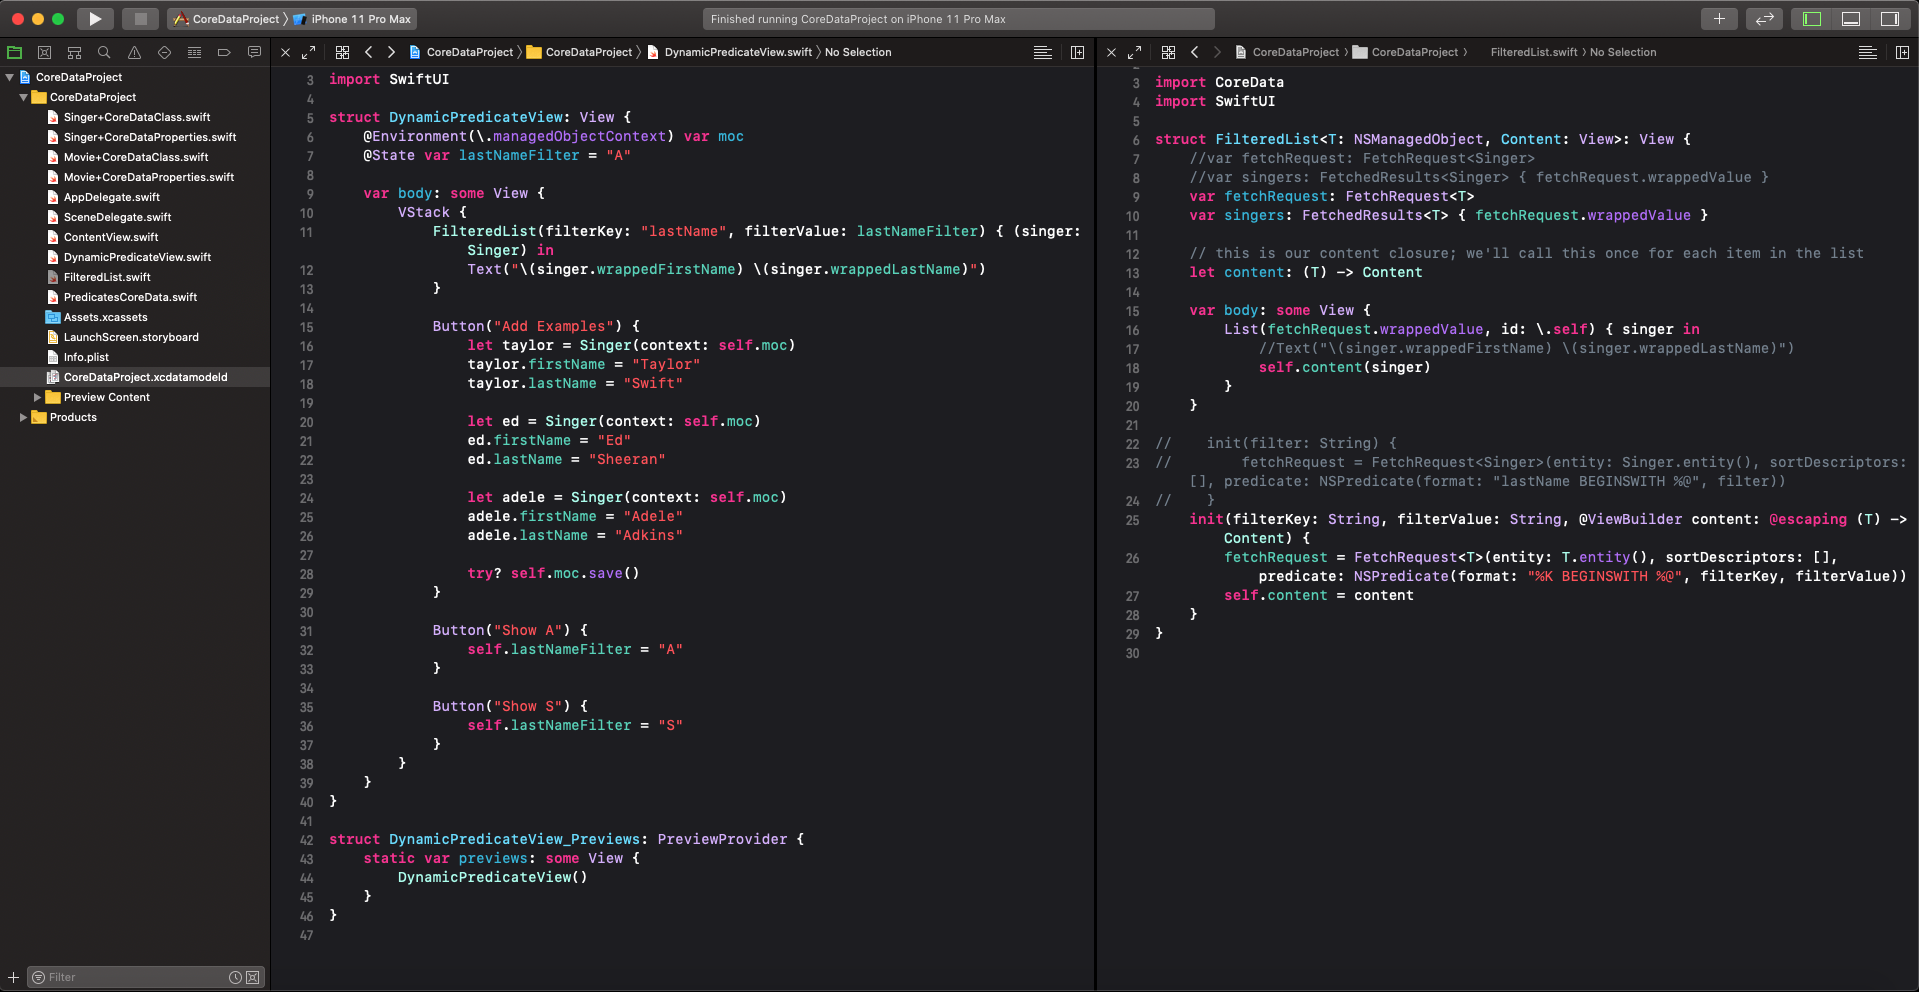 CoreDataProject iPhone 11 Pro Max
Finished running CoreDataProject on iPhone 11 Pro Max
CoreDataProject
CoreDataProject
Singer+CoreDataClass.swift
Singer+CoreDataProperties.swift
Movie+CoreDataClass.swift
Movie+CoreDataProperties.swift
AppDelegate.swift
SceneDelegate.swift
ContentView.swift
DynamicPredicateView.swift
FilteredList.swift
PredicatesCoreData.swift
Assets.xcassets
LaunchScreen.storyboard
Info.plist
CoreDataProject.xcdatamodeld
Preview Content
Products
Filter
CoreDataProject CoreDataProject DynamicPredicateView.swift No Selection
3 import SwiftUI
4
5 struct DynamicPredicateView: View {
6 @Environment(\.managedObjectContext) var moc
7 @State var lastNameFilter = "A"
8
9 var body: some View {
10 VStack {
11 FilteredList(filterKey: "lastName", filterValue: lastNameFilter) { (singer:
Singer) in
12 Text("\(singer.wrappedFirstName) \(singer.wrappedLastName)")
13 }
14
15 Button("Add Examples") {
16 let taylor = Singer(context: self.moc)
17 taylor.firstName = "Taylor"
18 taylor.lastName = "Swift"
19
20 let ed = Singer(context: self.moc)
21 ed.firstName = "Ed"
22 ed.lastName = "Sheeran"
23
24 let adele = Singer(context: self.moc)
25 adele.firstName = "Adele"
26 adele.lastName = "Adkins"
27
28 try? self.moc.save()
29 }
30
31 Button("Show A") {
32 self.lastNameFilter = "A"
33 }
34
35 Button("Show S") {
36 self.lastNameFilter = "S"
37 }
38 }
39 }
40 }
41
42 struct DynamicPredicateView_Previews: PreviewProvider {
43 static var previews: some View {
44 DynamicPredicateView()
45 }
46 }
47
CoreDataProject CoreDataProject FilteredList.swift No Selection
3 import CoreData
4 import SwiftUI
5
6 struct FilteredList<T: NSManagedObject, Content: View>: View {
7 //var fetchRequest: FetchRequest<Singer>
8 //var singers: FetchedResults<Singer> { fetchRequest.wrappedValue }
9 var fetchRequest: FetchRequest<T>
10 var singers: FetchedResults<T> { fetchRequest.wrappedValue }
11
12 // this is our content closure; we'll call this once for each item in the list
13 let content: (T) -> Content
14
15 var body: some View {
16 List(fetchRequest.wrappedValue, id: \.self) { singer in
17 //Text("\(singer.wrappedFirstName) \(singer.wrappedLastName)")
18 self.content(singer)
19 }
20 }
21
22 // init(filter: String) {
23 // fetchRequest = FetchRequest<Singer>(entity: Singer.entity(), sortDescriptors:
[], predicate: NSPredicate(format: "lastName BEGINSWITH %@", filter))
24 // }
25 init(filterKey: String, filterValue: String, @ViewBuilder content: @escaping (T) ->
Content) {
26 fetchRequest = FetchRequest<T>(entity: T.entity(), sortDescriptors: [],
predicate: NSPredicate(format: "%K BEGINSWITH %@", filterKey, filterValue))
27 self.content = content
28 }
29 }
30